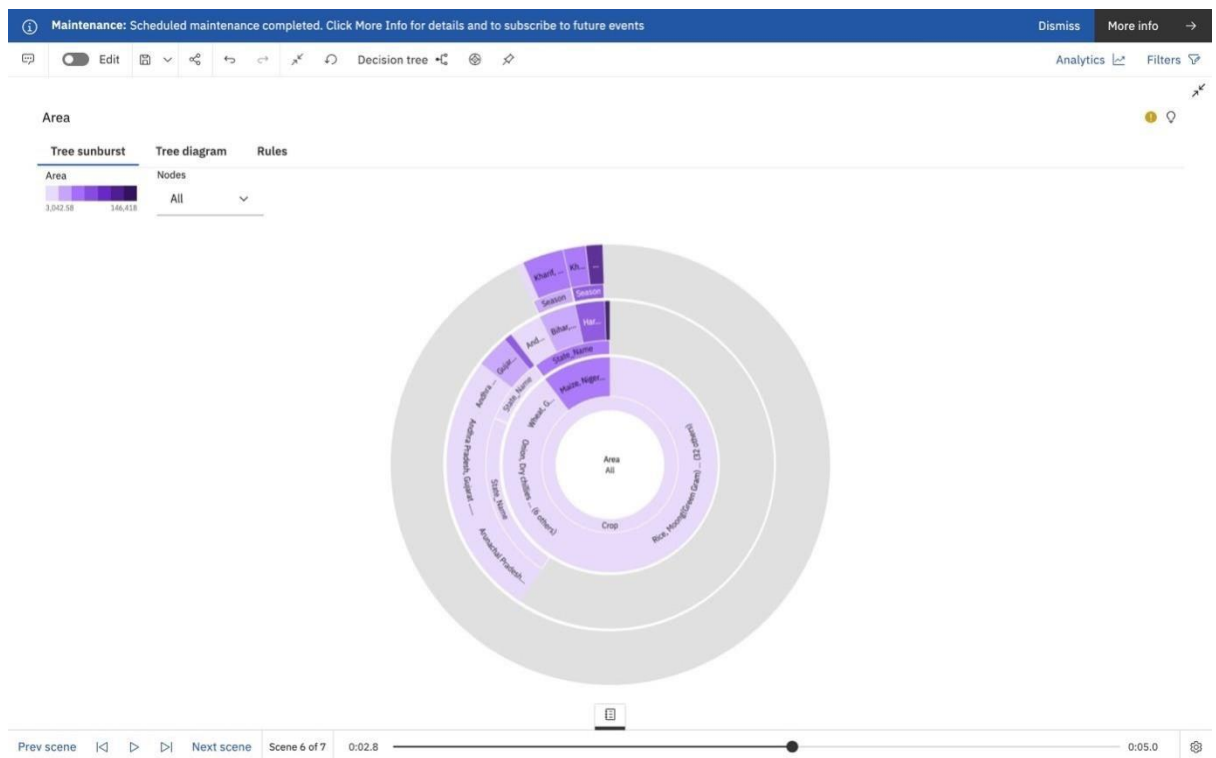 Maintenance: Scheduled maintenance completed. Click More Info for details and to subscribe to future events
Dismiss
More info
Edit
Decision tree
Analytics
Filters
Area
Tree sunburst
Tree diagram
Rules
Area
3,042.58
146,418
Nodes
All
Kharif, ...
Kh...
...
Season
Season
And...
Bihar,...
Har...
State_Name
Gujar...
Andhra ...
State_Name
Wheat, G...
Maize, Niger...
Andhra Pradesh, Gujarat ......
State_Name
Onion, Dry chillies ... (6 others)
Area
All
Rice, Moong(Green Gram) ... (32 others)
Crop
Arunachal Pradesh...
Prev scene
Next scene
Scene 6 of 7
0:02.8
0:05.0